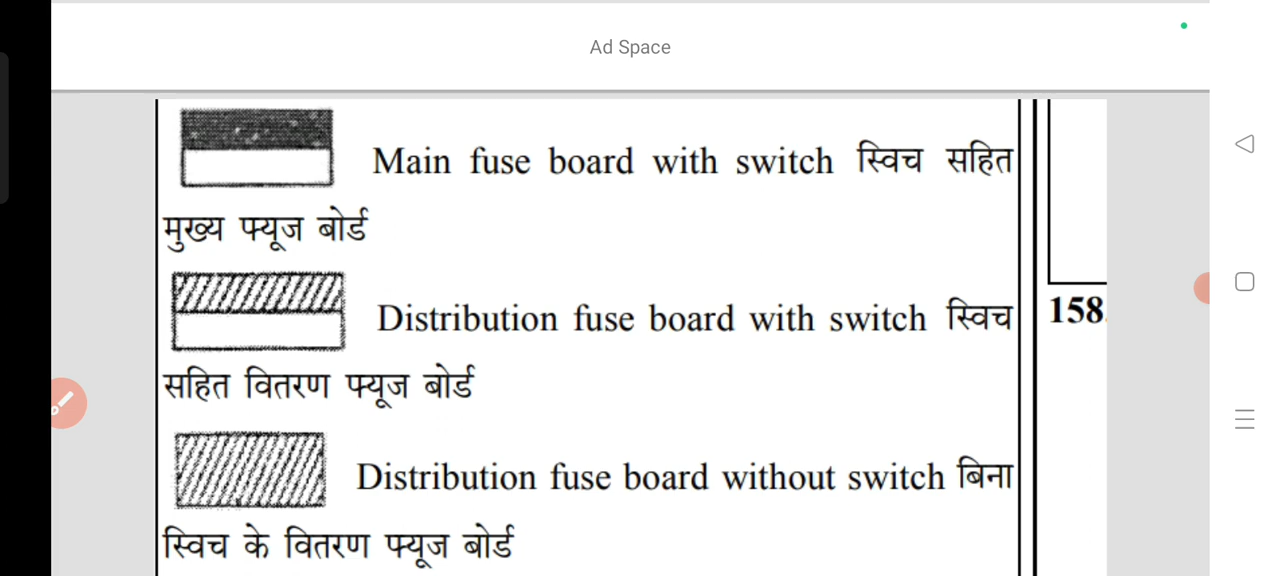 Ad Space
Main fuse board with switch स्विच सहित
मुख्य फ्यूज बोर्ड
Distribution fuse board with switch स्विच
सहित वितरण फ्यूज बोर्ड
Distribution fuse board without switch बिना
स्विच के वितरण फ्यूज बोर्ड
158.